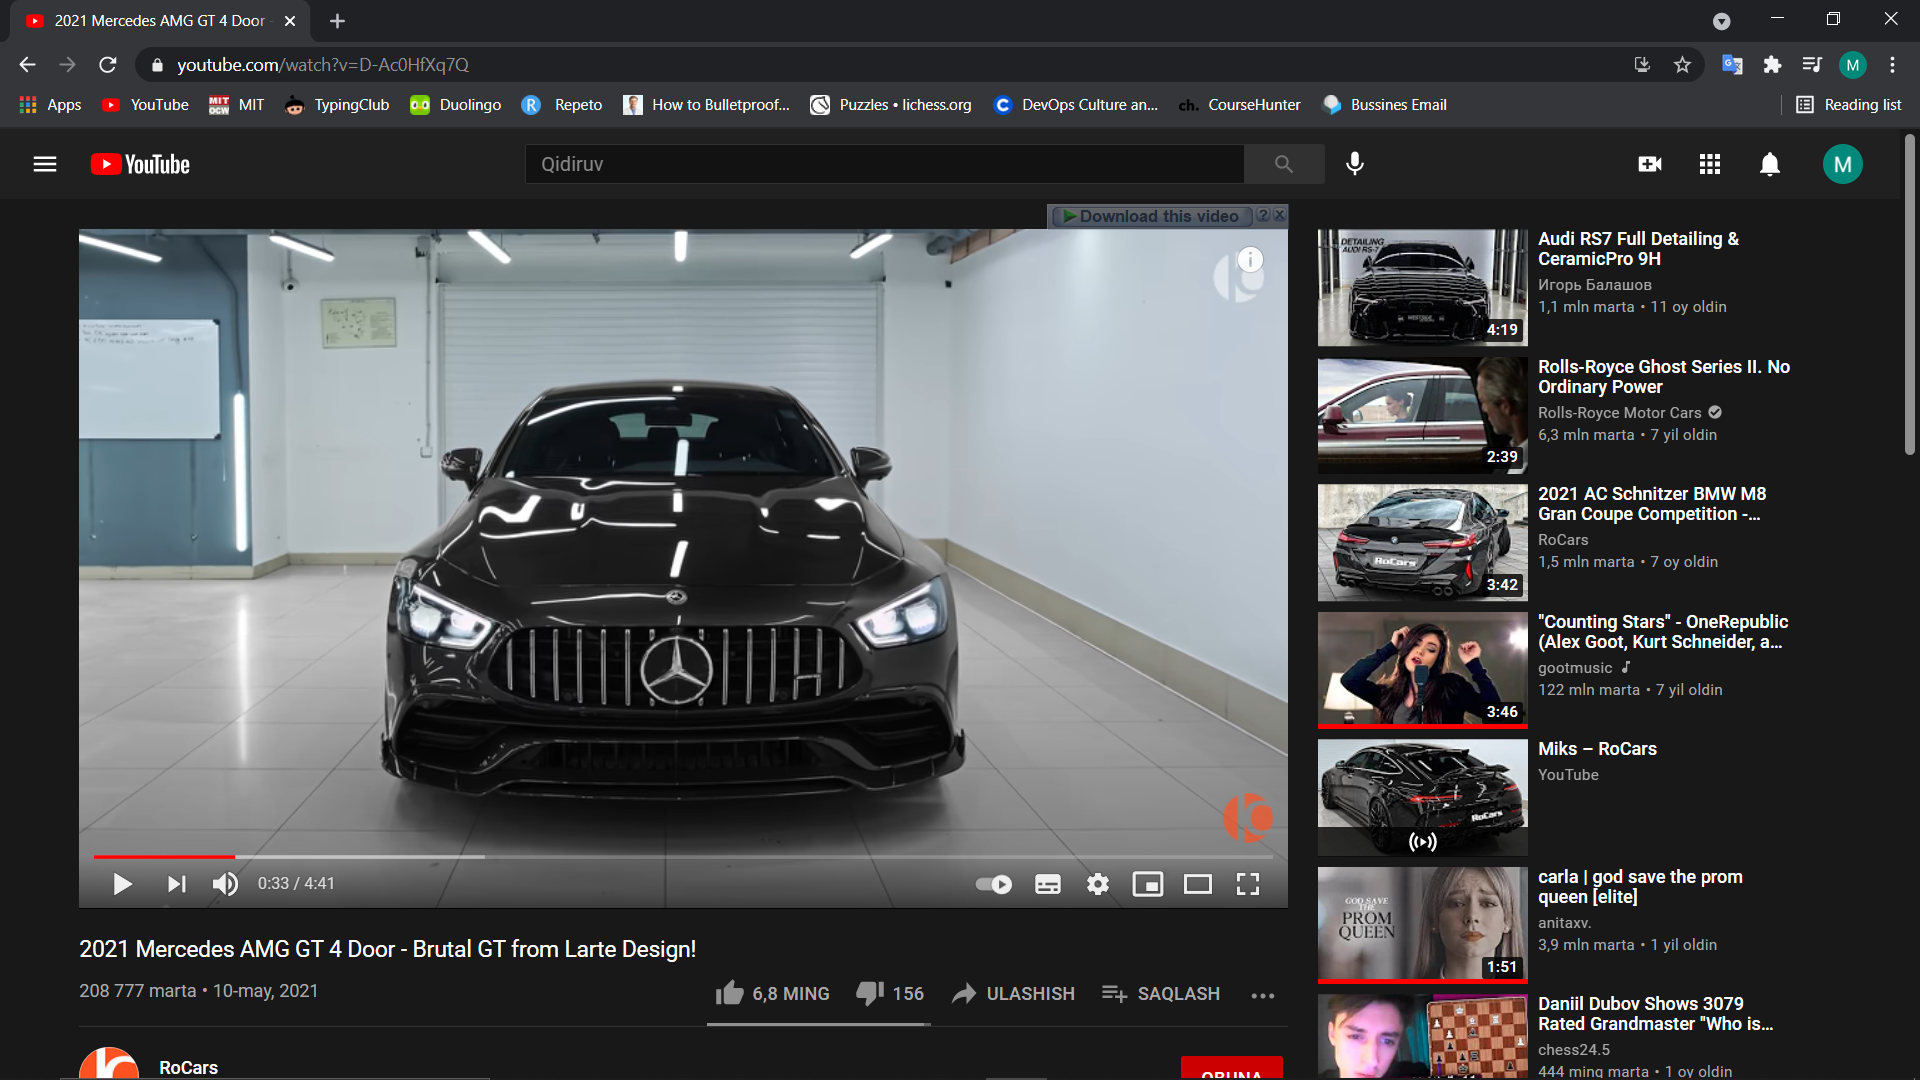 2021 Mercedes AMG GT 4 Door -
youtube.com/watch?v=D-Ac0HfXq7Q
M
Apps
YouTube
MIT
OCW
MIT
TypingClub
Duolingo
R
Repeto
How to Bulletproof...
Puzzles • lichess.org
C
DevOps Culture an...
ch.
CourseHunter
Bussines Email
Reading list
YouTube
Qidiruv
M
Download this video
0:33 / 4:41
2021 Mercedes AMG GT 4 Door - Brutal GT from Larte Design!
208 777 marta • 10-may, 2021
6,8 MING
156
ULASHISH
SAQLASH
RoCars
OBUNA
DETAILING
AUDI RS-7
4:19
Audi RS7 Full Detailing &
CeramicPro 9H
Игорь Балашов
1,1 mln marta • 11 oy oldin
2:39
Rolls-Royce Ghost Series II. No
Ordinary Power
Rolls-Royce Motor Cars
6,3 mln marta • 7 yil oldin
RoCars
3:42
2021 AC Schnitzer BMW M8
Gran Coupe Competition -...
RoCars
1,5 mln marta • 7 oy oldin
3:46
"Counting Stars" - OneRepublic
(Alex Goot, Kurt Schneider, a...
gootmusic
122 mln marta • 7 yil oldin
RoCars
Miks – RoCars
YouTube
GOD SAVE
THE
PROM
QUEEN
1:51
carla | god save the prom
queen [elite]
anitaxv.
3,9 mln marta • 1 yil oldin
Daniil Dubov Shows 3079
Rated Grandmaster "Who is...
chess24.5
444 ming marta • 1 oy oldin